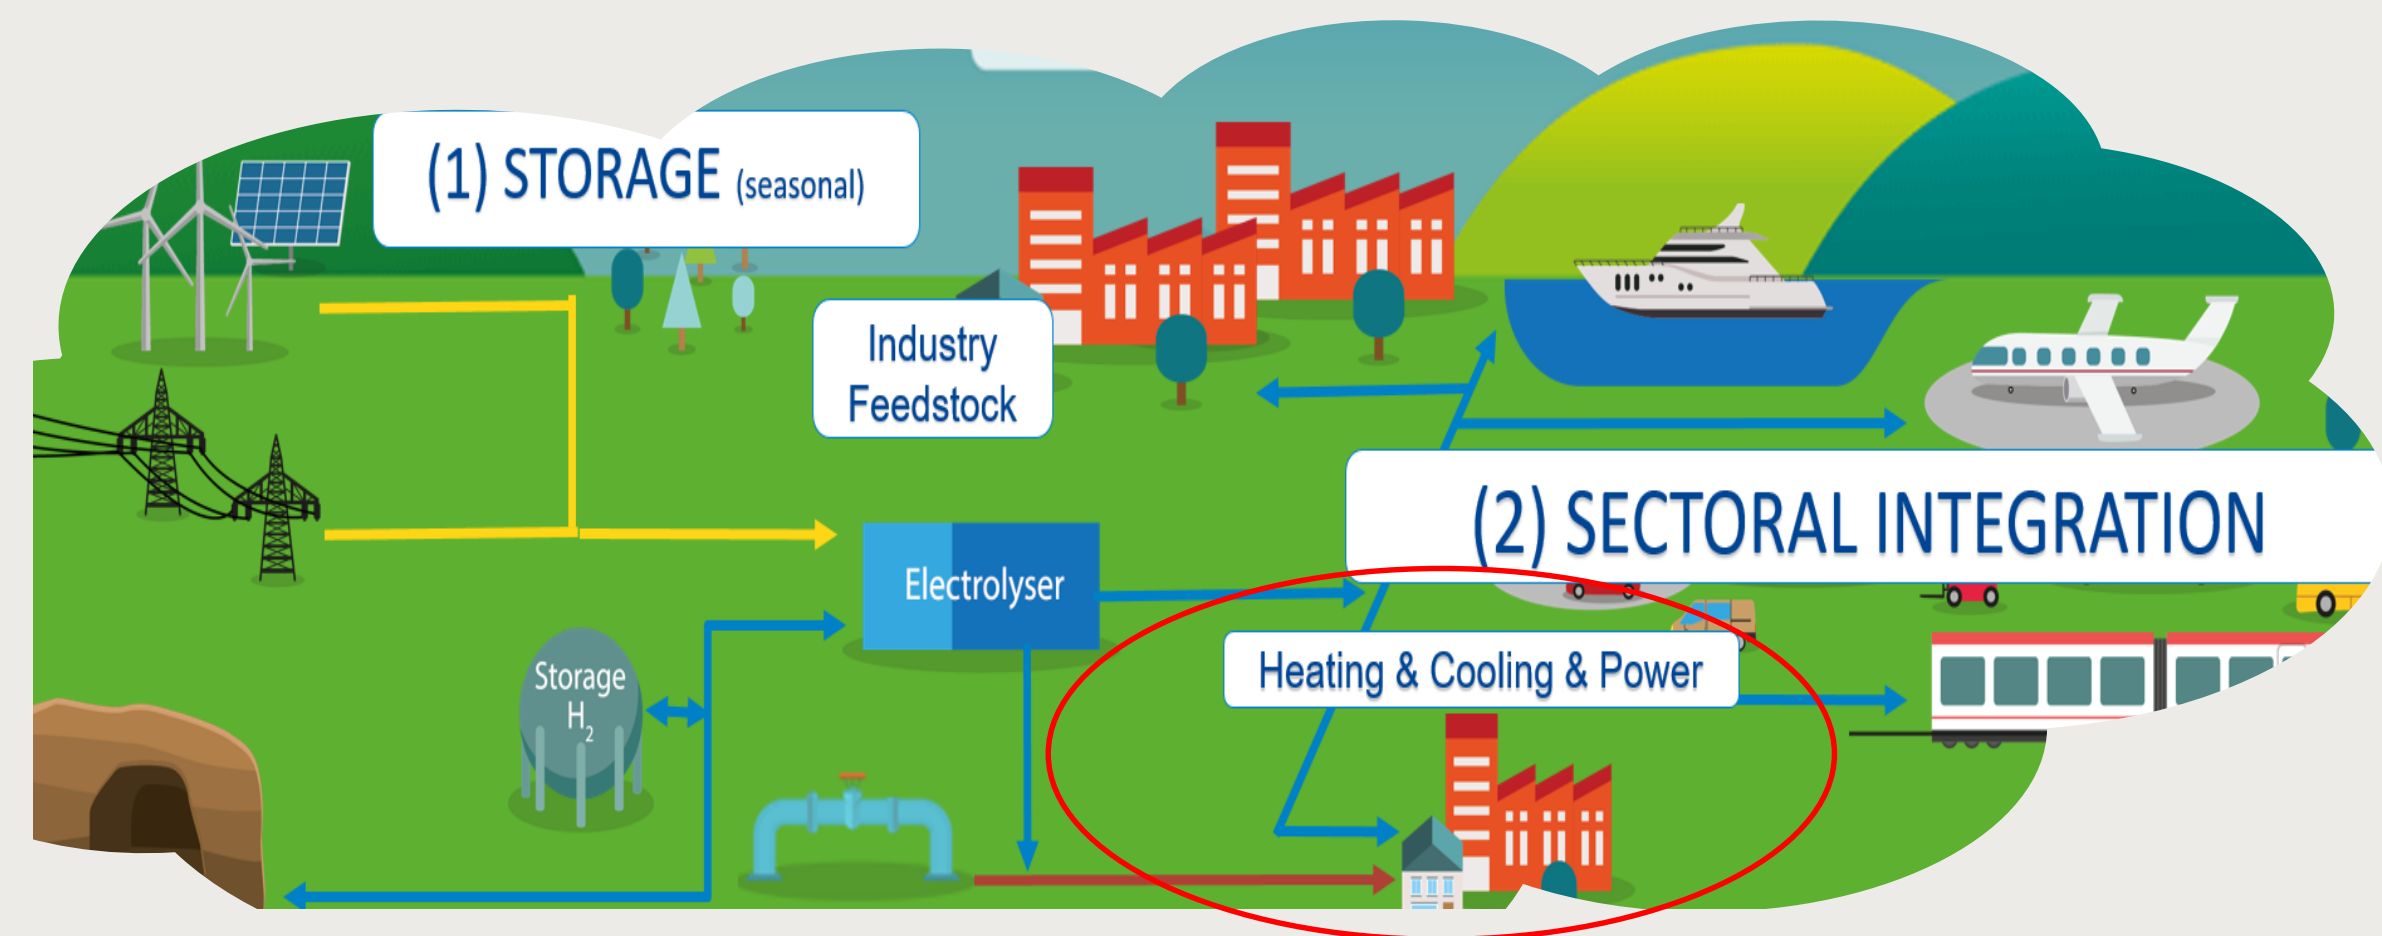 (1) STORAGE (seasonal)
Industry
Feedstock
(2) SECTORAL INTEGRATION
Electrolyser
Heating & Cooling & Power
Storage
H2